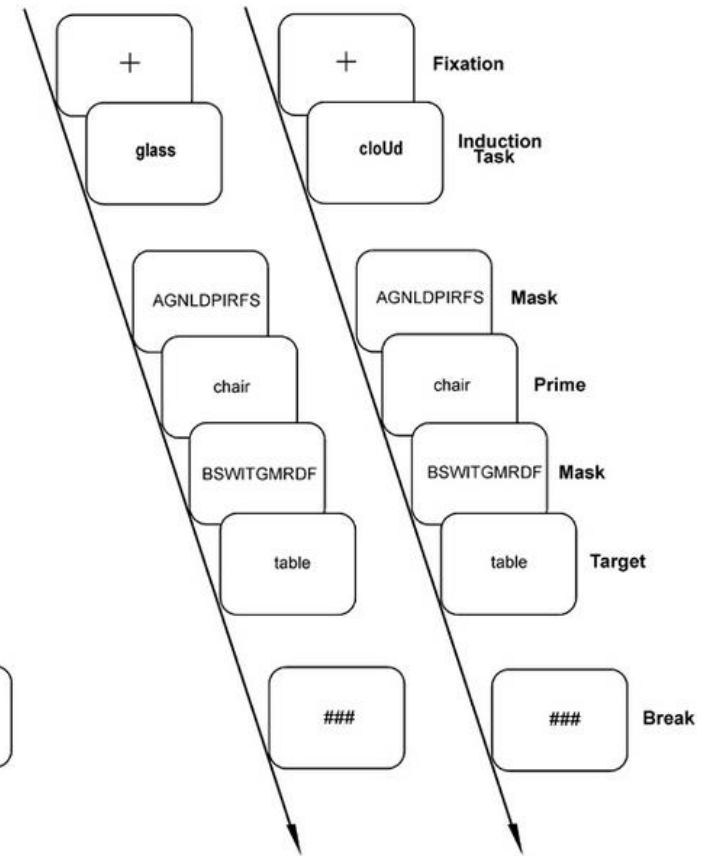 +
+
Fixation
glass
cloUd
Induction
Task
AGNLDPIRFS
AGNLDPIRFS
Mask
chair
chair
Prime
BSWITGMRDF
BSWITGMRDF
Mask
table
table
Target
###
###
Break